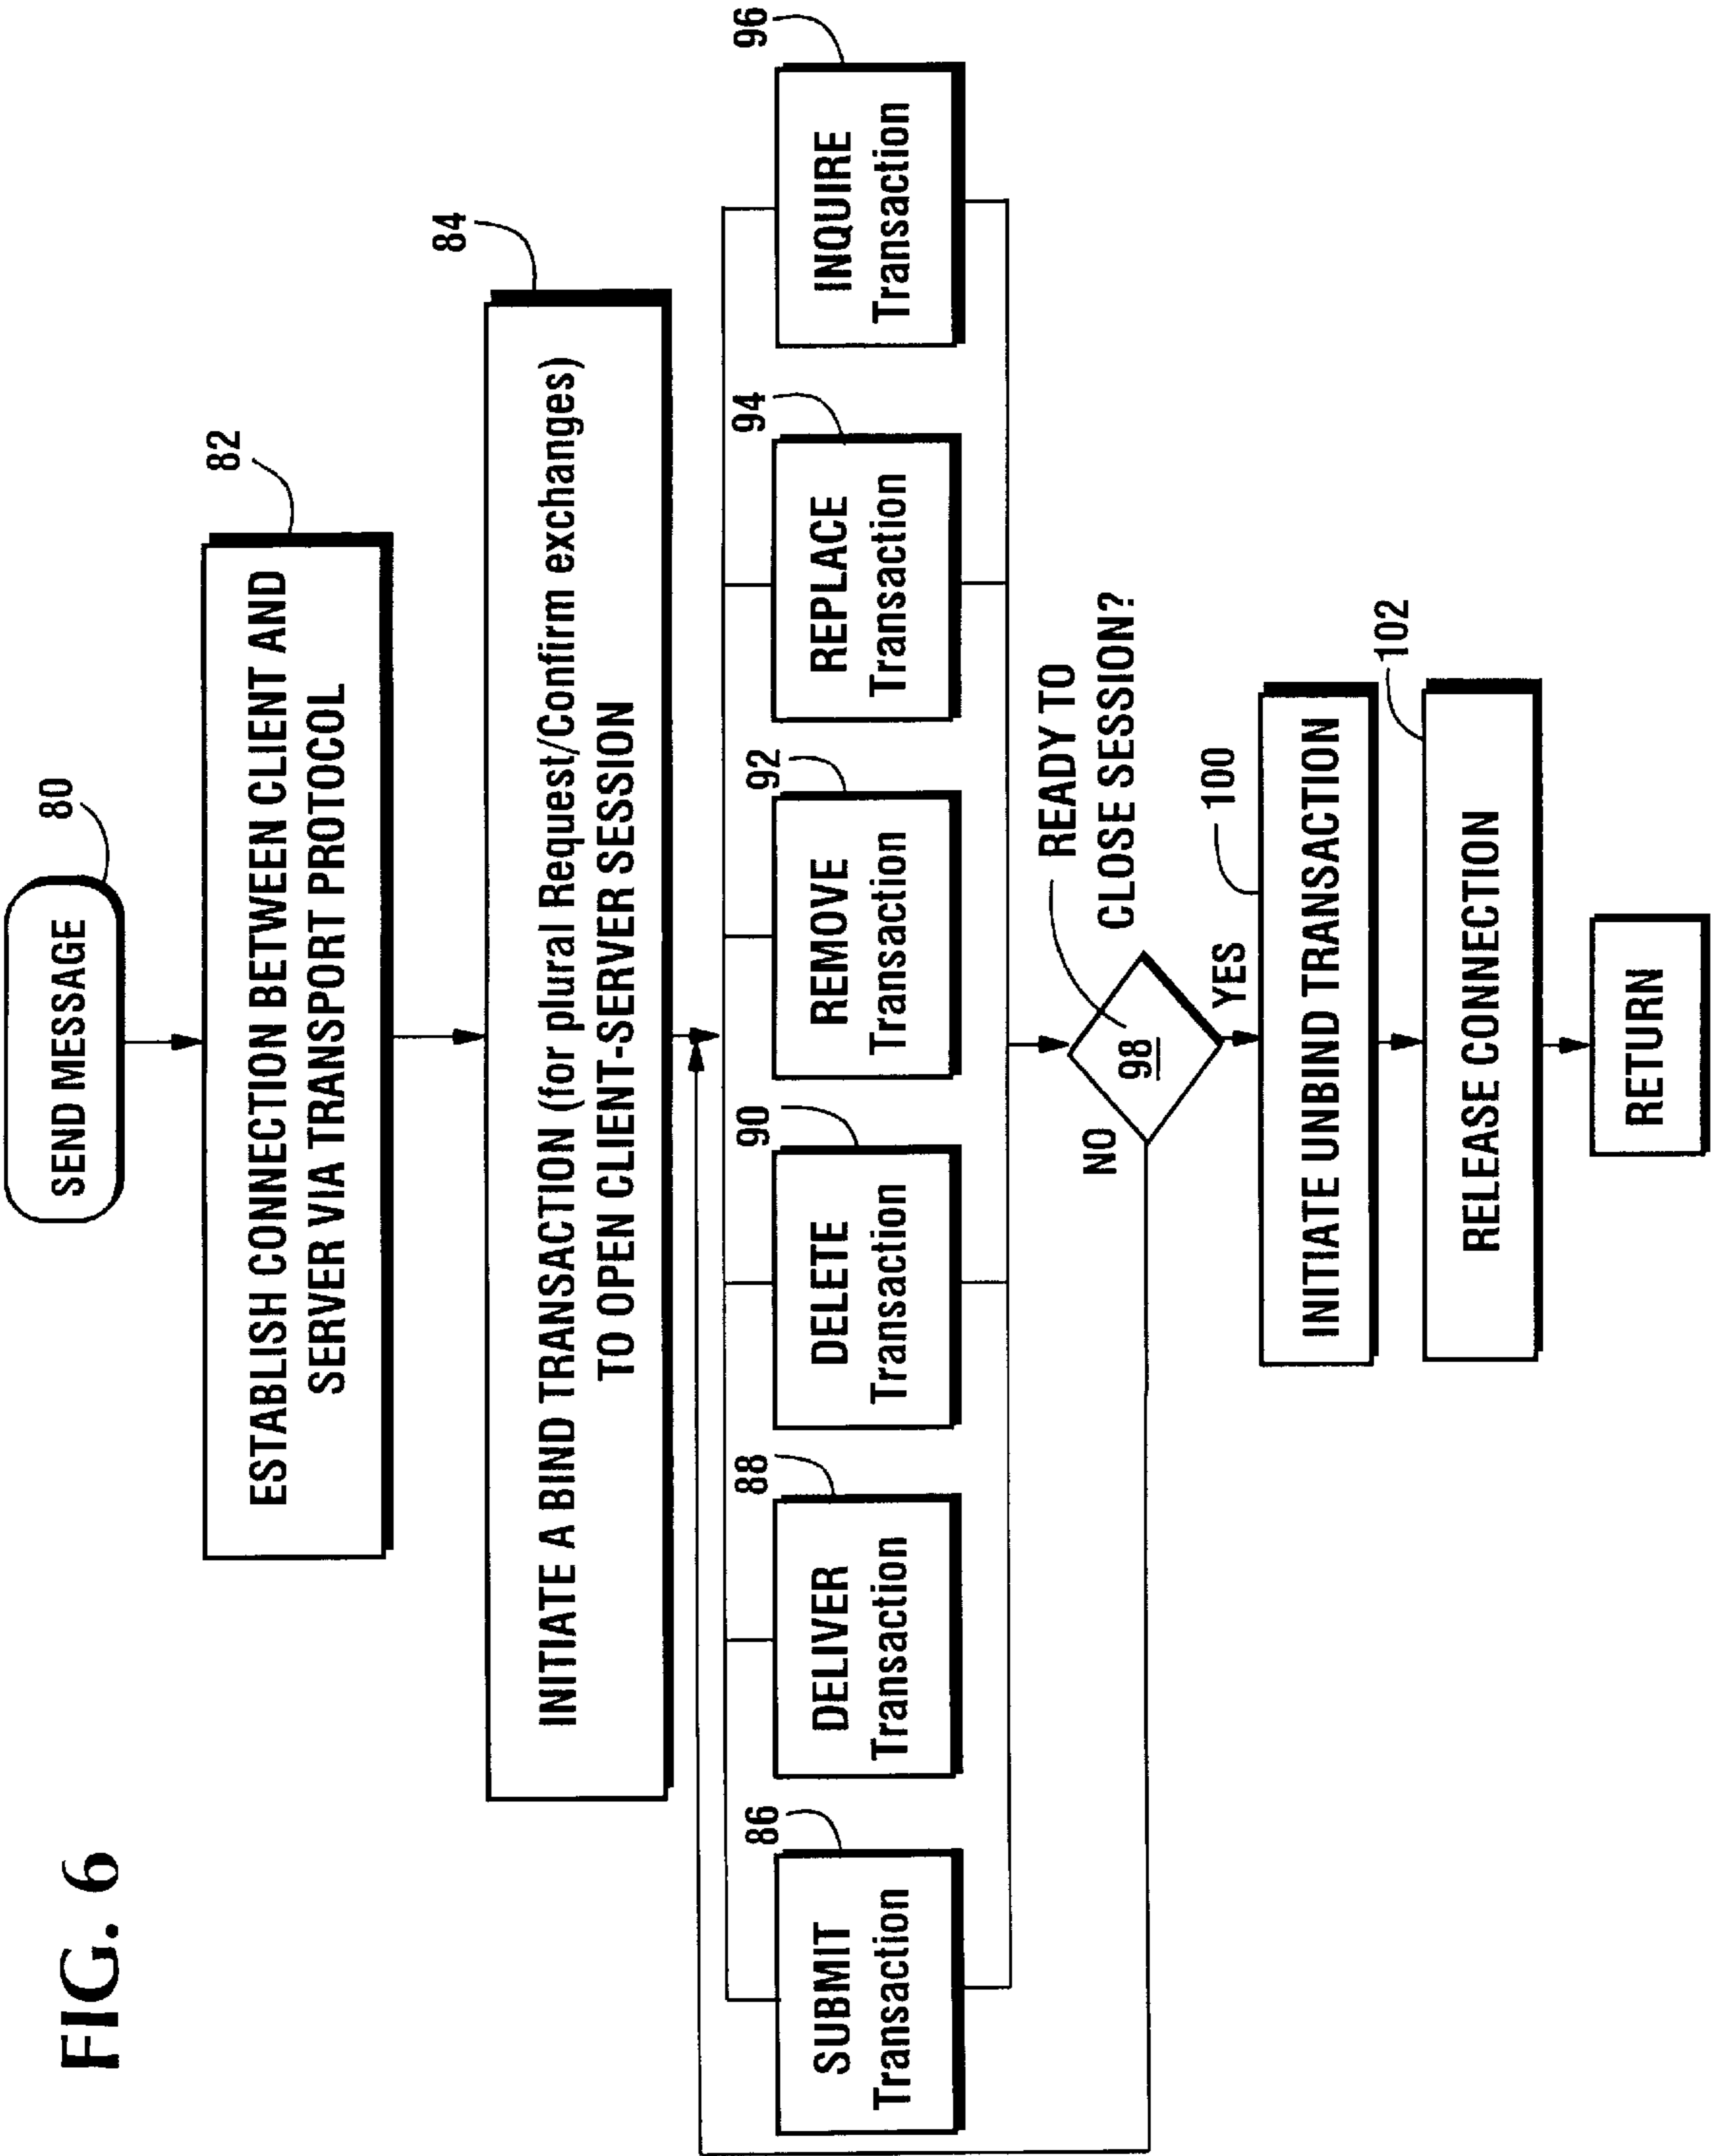 FIG. 6
SEND MESSAGE
80
ESTABLISH CONNECTION BETWEEN CLIENT AND
SERVER VIA TRANSPORT PROTOCOL
82
INITIATE A BIND TRANSACTION (for plural Request/Confirm exchanges)
TO OPEN CLIENT-SERVER SESSION
84
86
SUBMIT
Transaction
88
DELIVER
Transaction
90
DELETE
Transaction
92
REMOVE
Transaction
94
REPLACE
Transaction
96
INQUIRE
Transaction
READY TO
CLOSE SESSION?
98
NO
YES
INITIATE UNBIND TRANSACTION
100
RELEASE CONNECTION
102
RETURN